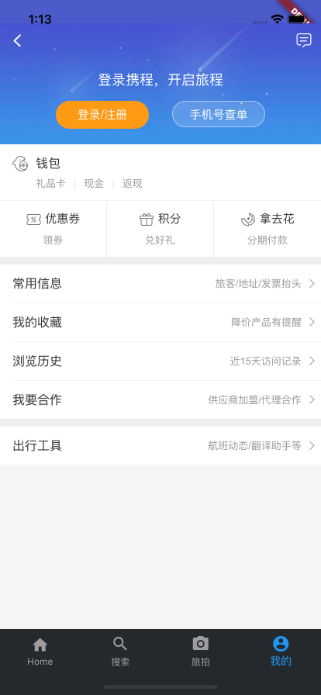 1:13
登录携程，开启旅程
登录/注册
手机号查单
钱包
礼品卡 | 现金 | 返现
优惠券 积分 拿去花
领券 兑好礼 分期付款
常用信息 旅客/地址/发票抬头
我的收藏 降价产品有提醒
浏览历史 近15天访问记录
我要合作 供应商加盟/代理合作
出行工具 航班动态/翻译助手等
Home 搜索 旅拍 我的